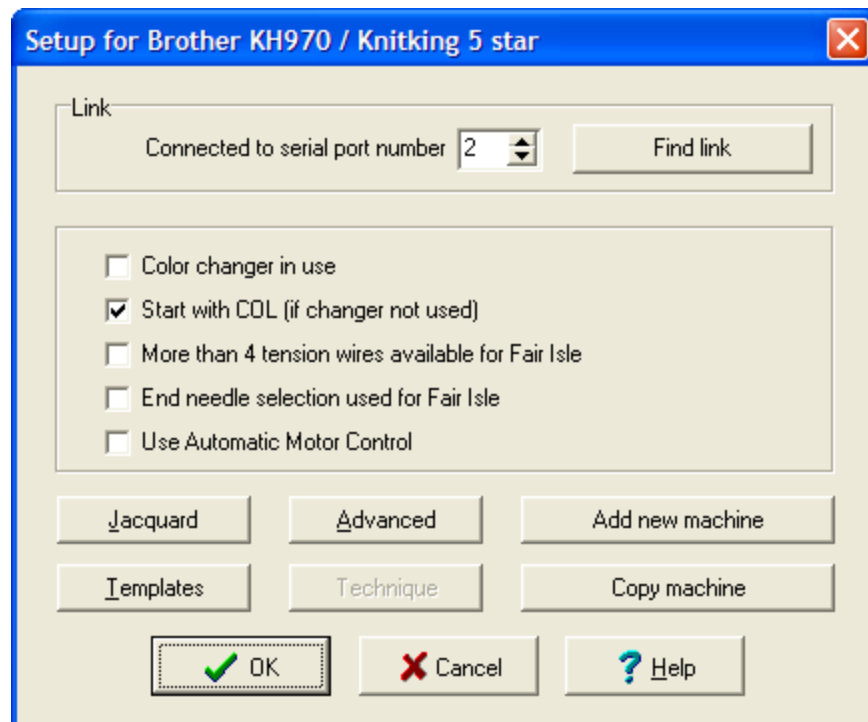 Setup for Brother KH970 / Knitking 5 star
Link
Connected to serial port number 2 Find link
Color changer in use
Start with COL (if changer not used)
More than 4 tension wires available for Fair Isle
End needle selection used for Fair Isle
Use Automatic Motor Control
Jacquard Advanced Add new machine
Templates Technique Copy machine
OK Cancel ? Help